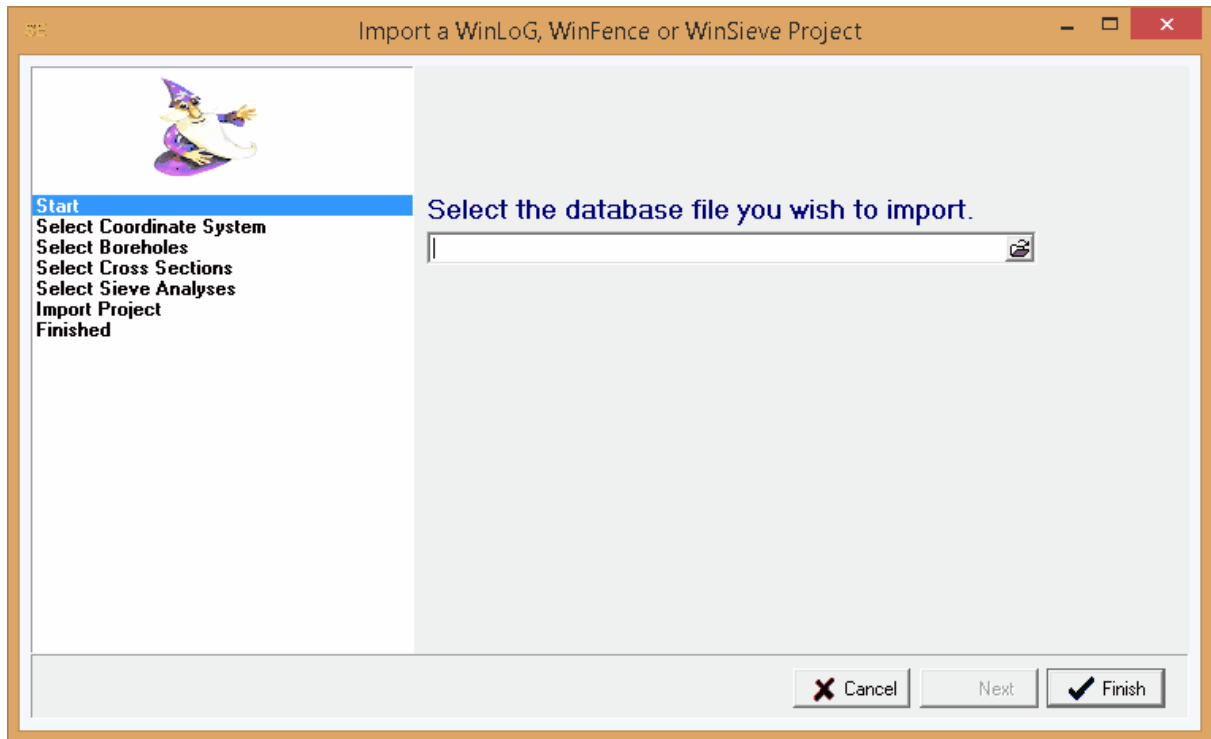 Import a WinLoG, WinFence or WinSieve Project
Start
Select Coordinate System
Select Boreholes
Select Cross Sections
Select Sieve Analyses
Import Project
Finished
Select the database file you wish to import.
Cancel
Next
Finish